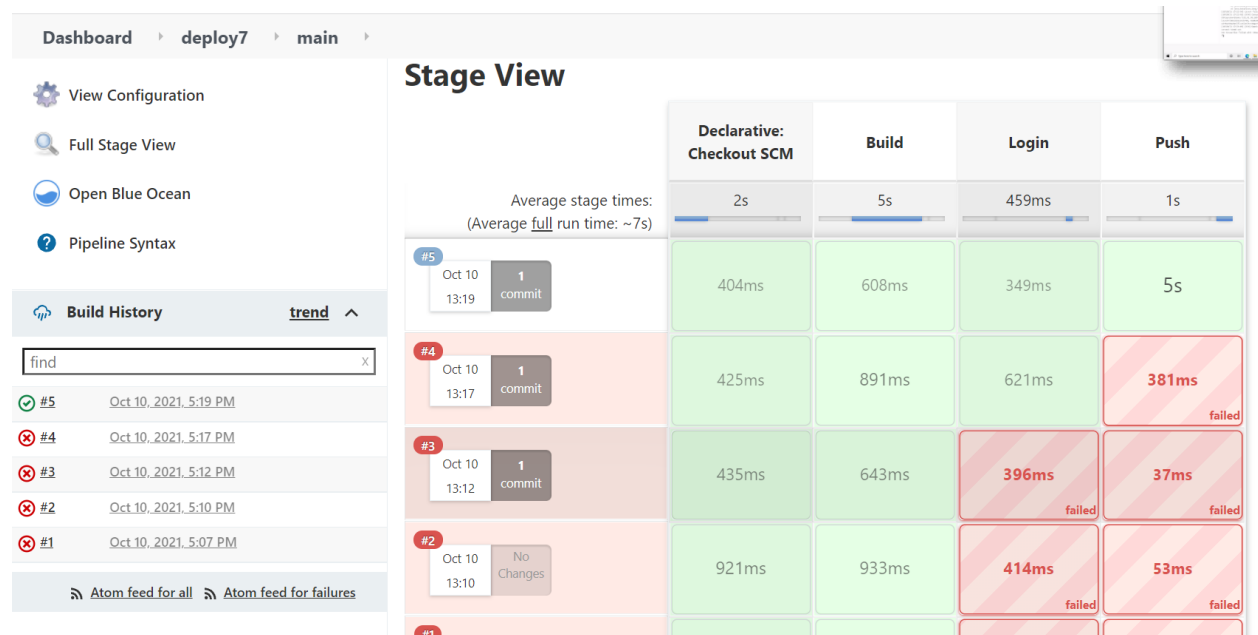 Dashboard deploy7 main
View Configuration
Full Stage View
Open Blue Ocean
Pipeline Syntax
Build History trend
find X
#5 Oct 10, 2021, 5:19 PM
#4 Oct 10, 2021, 5:17 PM
#3 Oct 10, 2021, 5:12 PM
#2 Oct 10, 2021, 5:10 PM
#1 Oct 10, 2021, 5:07 PM
Atom feed for all Atom feed for failures
Stage View
Declarative:
Checkout SCM
Build
Login
Push
Average stage times:
(Average full run time: ~7s)
2s
5s
459ms
1s
#5
Oct 10
13:19
1
commit
404ms
608ms
349ms
5s
#4
Oct 10
13:17
1
commit
425ms
891ms
621ms
381ms
failed
#3
Oct 10
13:12
1
commit
435ms
643ms
396ms
failed
37ms
failed
#2
Oct 10
13:10
No
Changes
921ms
933ms
414ms
failed
53ms
failed
#1